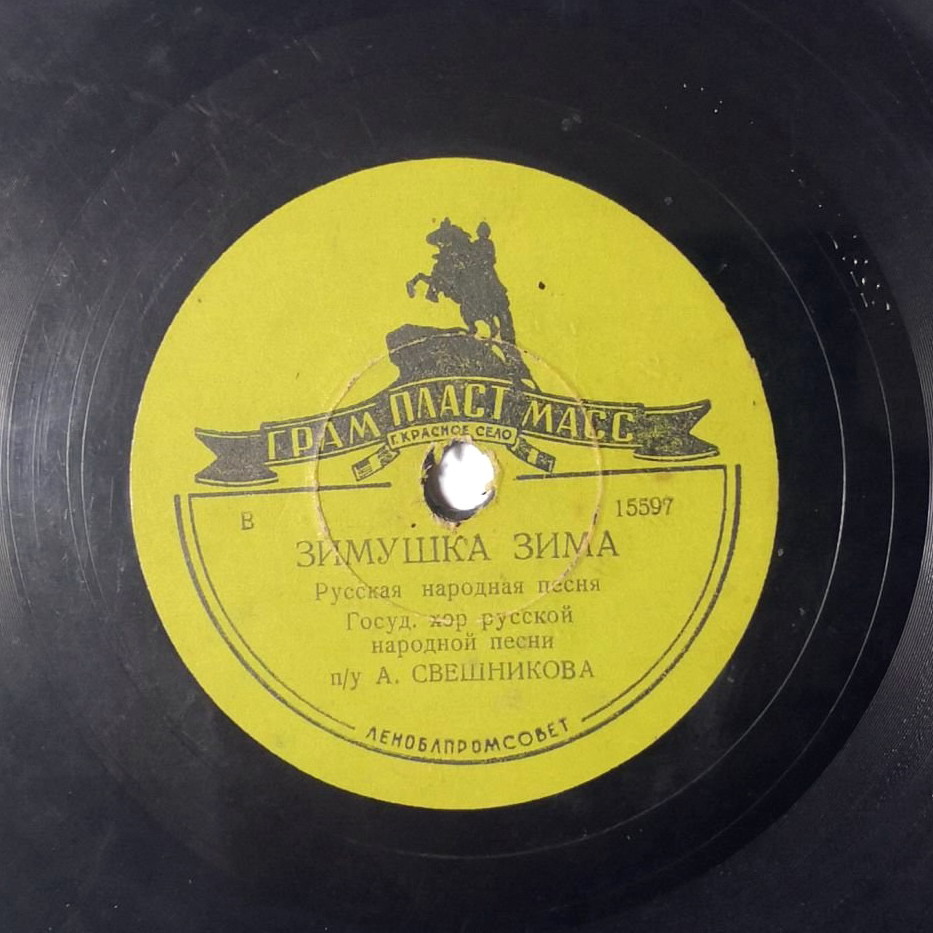 ГРАМ ПЛАСТ МАСС
Г. КРАСНОЕ СЕЛО
В 15597
ЗИМУШКА ЗИМА
Русская народная песня
Госуд. хор русской
народной песни
п/у А. СВЕШНИКОВА
ЛЕНОБЛПРОМСОВЕТ